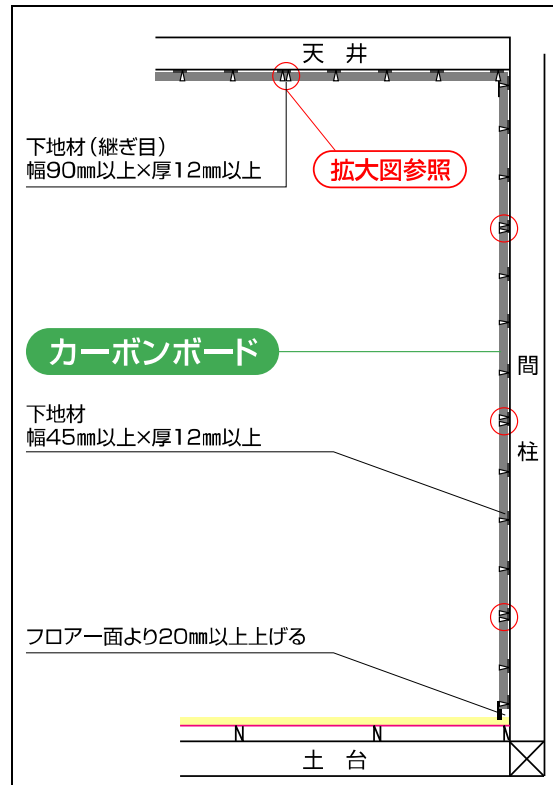 天 井
下地材(継ぎ目)
幅90㎜以上×厚12㎜以上
拡大図参照
カーボンボード
間
柱
下地材
幅45㎜以上×厚12㎜以上
フロアー面より20㎜以上上げる
土 台